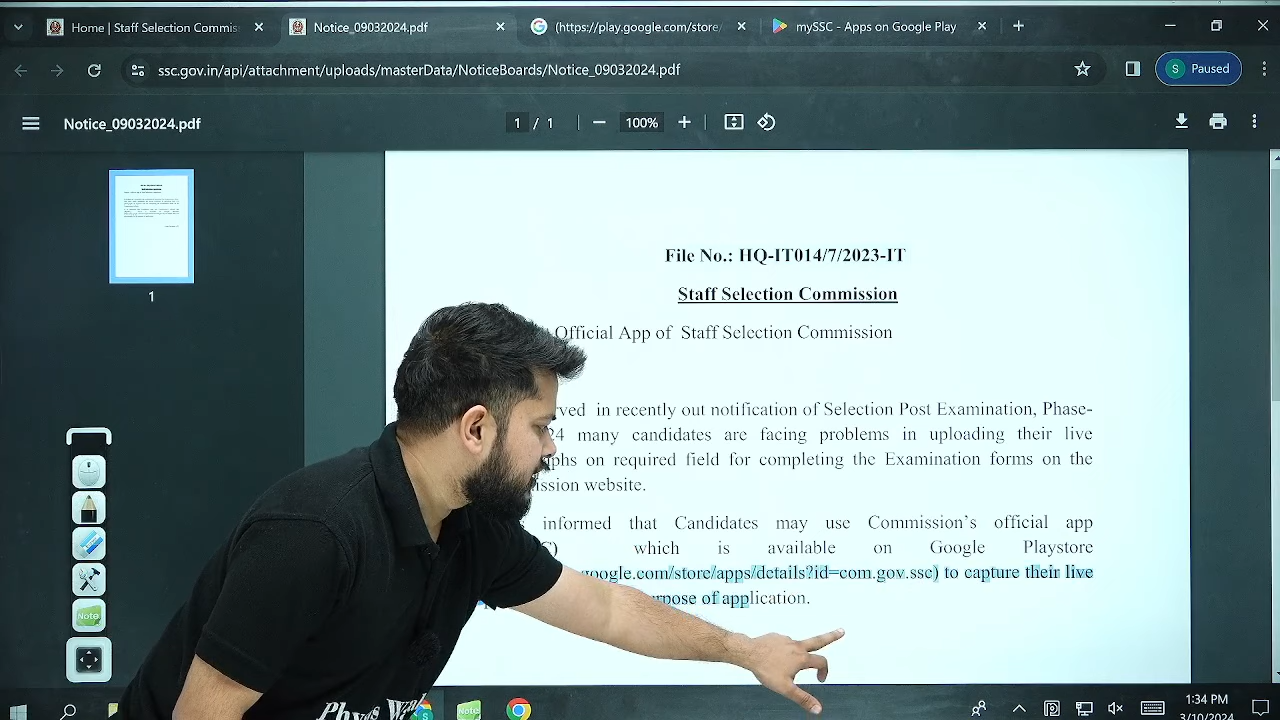 Home | Staff Selection Commis
Notice_09032024.pdf
(https://play.google.com/store/
mySSC - Apps on Google Play
ssc.gov.in/api/attachment/uploads/masterData/NoticeBoards/Notice_09032024.pdf
S Paused
Notice_09032024.pdf
1 / 1
100%
1
File No.: HQ-IT014/7/2023-IT
Staff Selection Commission
Official App of Staff Selection Commission
rved in recently out notification of Selection Post Examination, Phase-
24 many candidates are facing problems in uploading their live
phs on required field for completing the Examination forms on the
ission website.
informed that Candidates may use Commission's official app
C) which is available on Google Playstore
google.com/store/apps/details?id=com.gov.ssc) to capture their live
rpose of application.
Note
Note
1:34 PM
3/10/2024